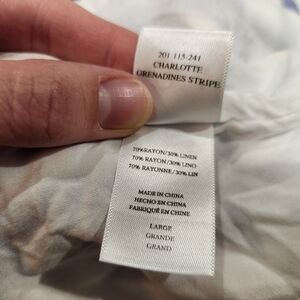 201-115-241
CHARLOTTE
GRENADINES STRIPE
70%RAYON/30% LINEN
70% RAYON/30% LINO
70% RAYONNE/30% LIN
MADE IN CHINA
HECHO EN CHINA
FABRIQUÉ EN CHINE
LARGE
GRANDE
GRAND